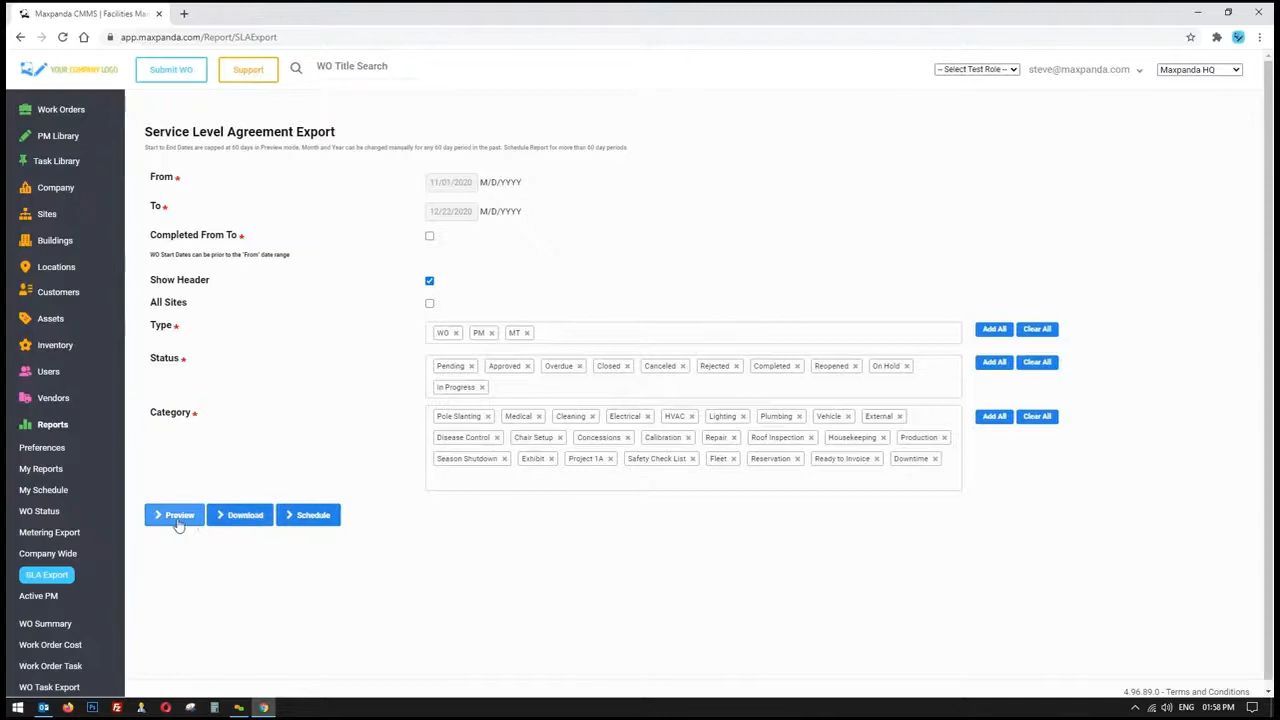 Maxpanda CMMS | Facilities Ma
app.maxpanda.com/Report/SLAExport
YOUR COMPANY LOGO
Submit WO
Support
WO Title Search
-- Select Test Role --
steve@maxpanda.com
Maxpanda HQ
Work Orders
PM Library
Task Library
Company
Sites
Buildings
Locations
Customers
Assets
Inventory
Users
Vendors
Reports
Preferences
My Reports
My Schedule
WO Status
Metering Export
Company Wide
SLA Export
Active PM
WO Summary
Work Order Cost
Work Order Task
WO Task Export
Service Level Agreement Export
Start to End Dates are capped at 60 days in Preview mode. Month and Year can be changed manually for any 60 day period in the past. Schedule Report for more than 60 day periods.
From *
11/01/2020 M/D/YYYY
To *
12/22/2020 M/D/YYYY
Completed From To *
WO Start Dates can be prior to the 'From' date range
Show Header
All Sites
Type *
WO × PM × MT ×
Add All Clear All
Status *
Pending × Approved × Overdue × Closed × Canceled × Rejected × Completed × Reopened × On Hold ×
In Progress ×
Add All Clear All
Category *
Pole Slanting × Medical × Cleaning × Electrical × HVAC × Lighting × Plumbing × Vehicle × External ×
Disease Control × Chair Setup × Concessions × Calibration × Repair × Roof Inspection × Housekeeping × Production ×
Season Shutdown × Exhibit × Project 1A × Safety Check List × Fleet × Reservation × Ready to Invoice × Downtime ×
Add All Clear All
Preview
Download
Schedule
4.96.89.0 - Terms and Conditions
ENG 01:58 PM